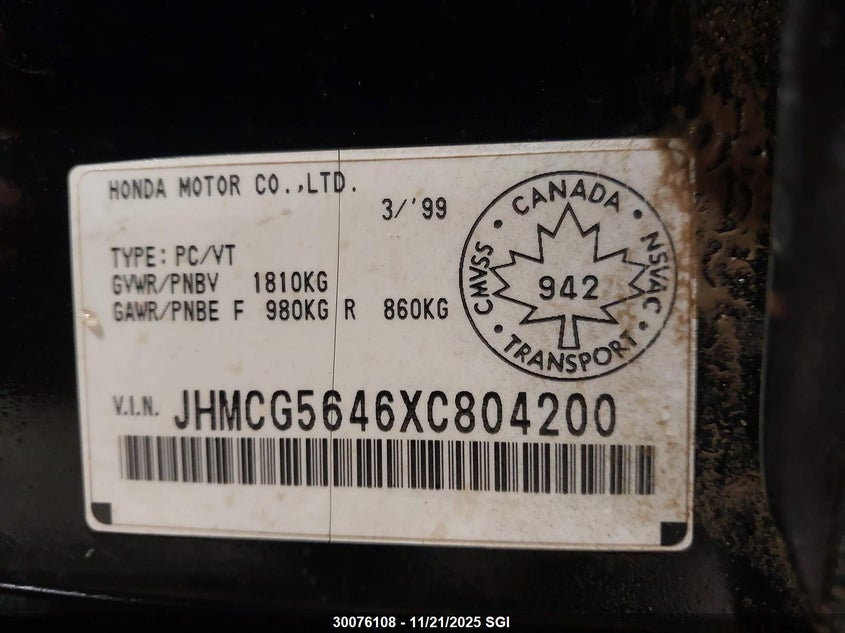 HONDA MOTOR CO.,LTD.
3/'99
TYPE: PC/VT
GVWR/PNBV 1810KG
GAWR/PNBE F 980KG R 860KG
CANADA
CMVSS
NSVAC
942
TRANSPORT
V.I.N. JHMCG5646XC804200
30076108 - 11/21/2025 SGI